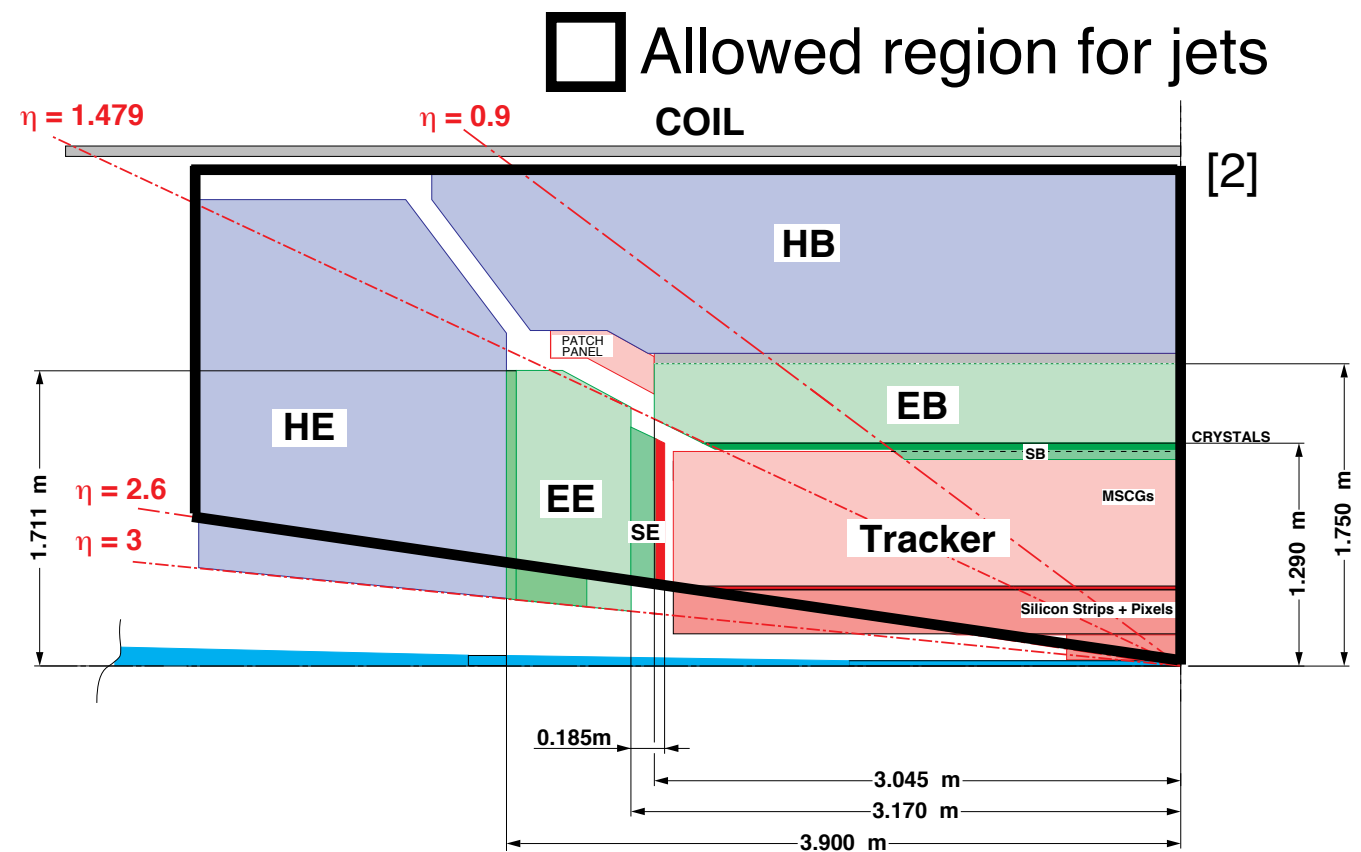 Allowed region for jets
η = 1.479
η = 0.9
COIL
[2]
HB
PATCH
PANEL
EB
HE
CRYSTALS
SB
η = 2.6
EE
MSCGs
SE
Tracker
η = 3
1.711 m
1.290 m
1.750 m
Silicon Strips + Pixels
0.185m
3.045 m
3.170 m
3.900 m